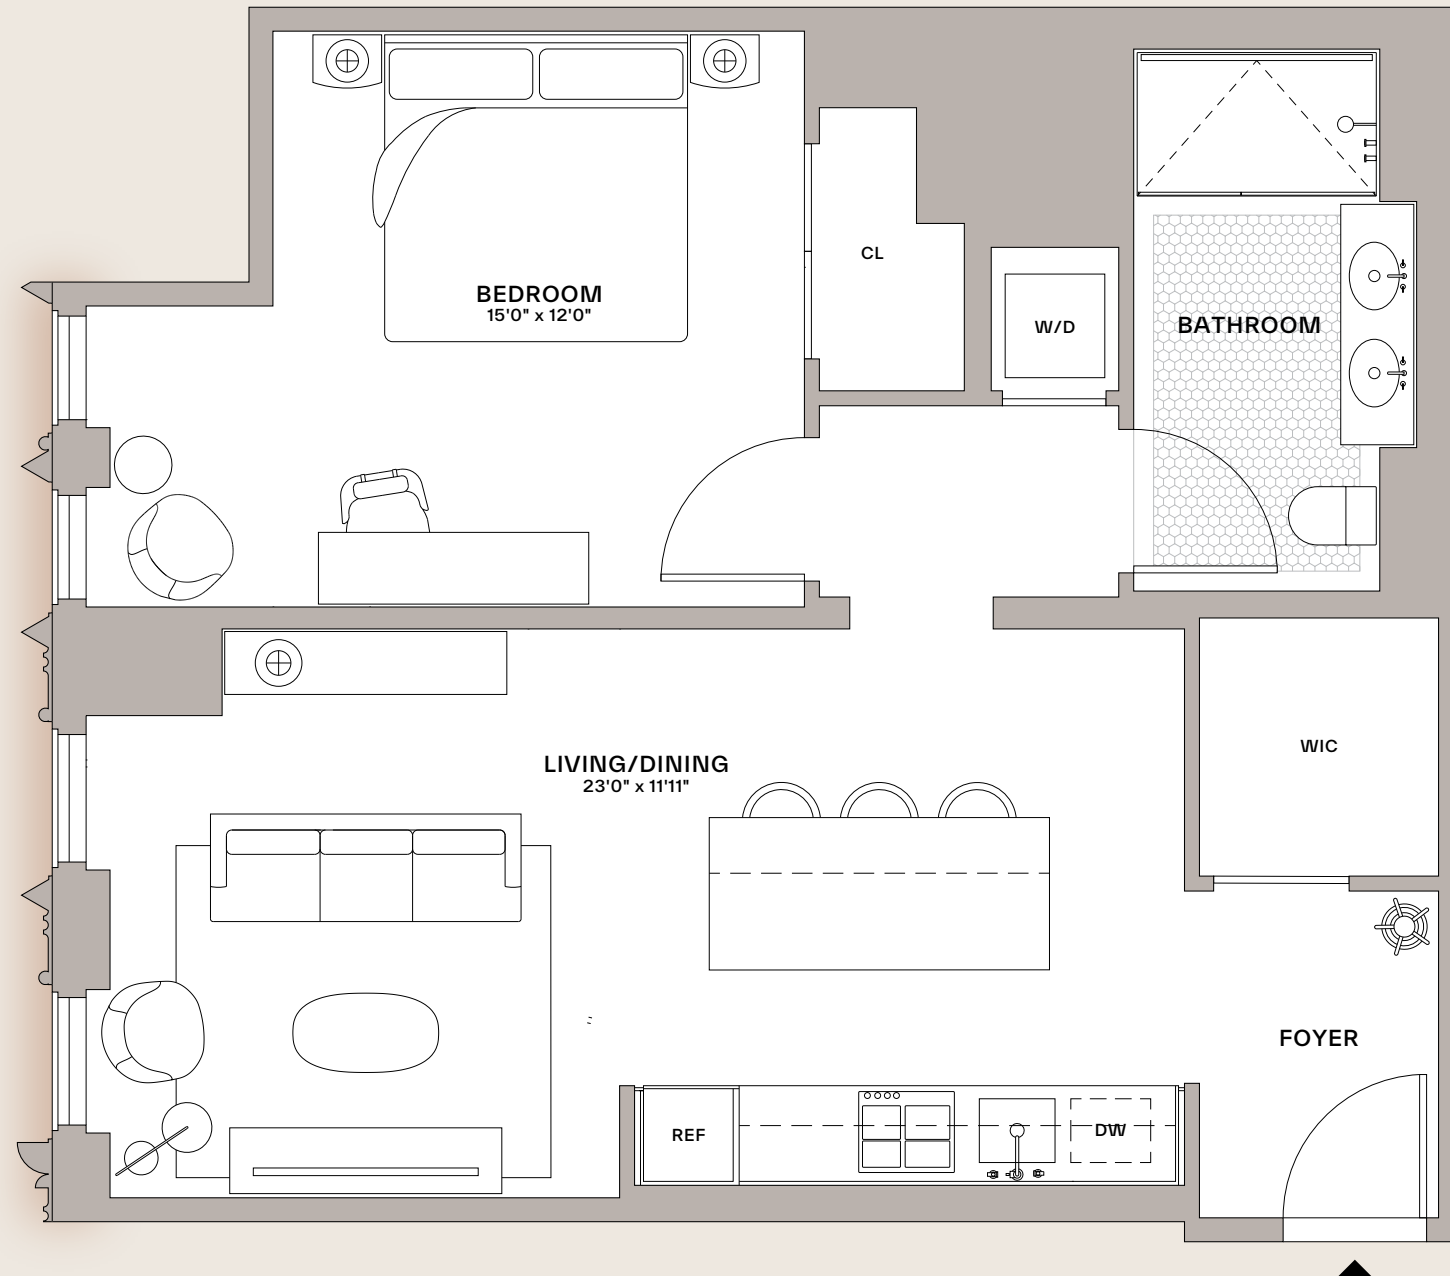 BEDROOM
15'0" x 12'0"
CL
W/D
BATHROOM
LIVING/DINING
23'0" x 11'11"
WIC
FOYER
REF
DW